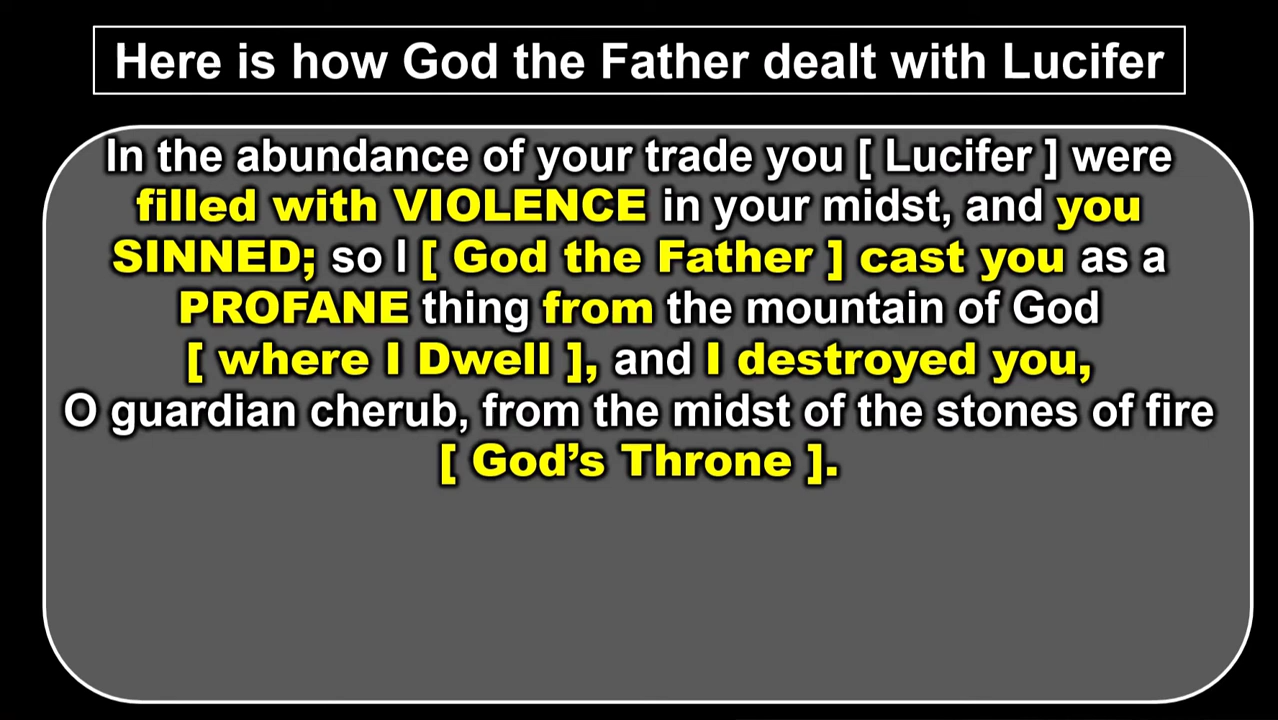 Here is how God the Father dealt with Lucifer
In the abundance of your trade you [ Lucifer ] were
filled with VIOLENCE in your midst, and you
SINNED; so I [ God the Father ] cast you as a
PROFANE thing from the mountain of God
[ where I Dwell ], and I destroyed you,
O guardian cherub, from the midst of the stones of fire
[ God’s Throne ].